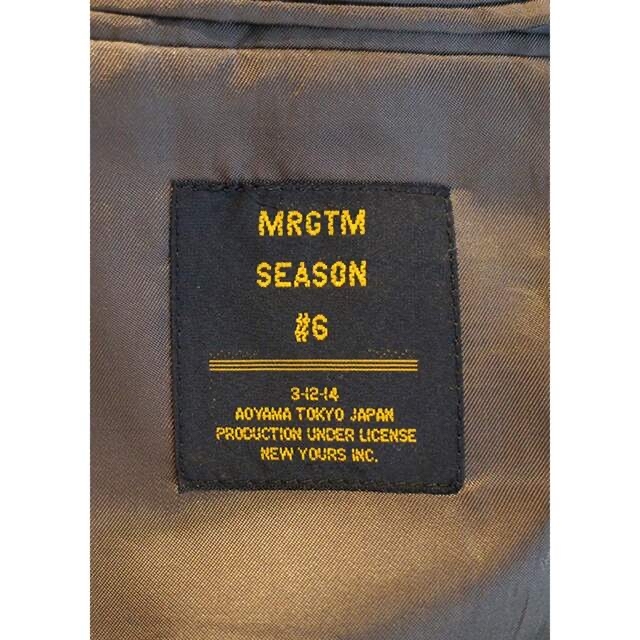 MRGTM
SEASON
#6
3-12-14
AOYAMA TOKYO JAPAN
PRODUCTION UNDER LICENSE
NEW YOURS INC.